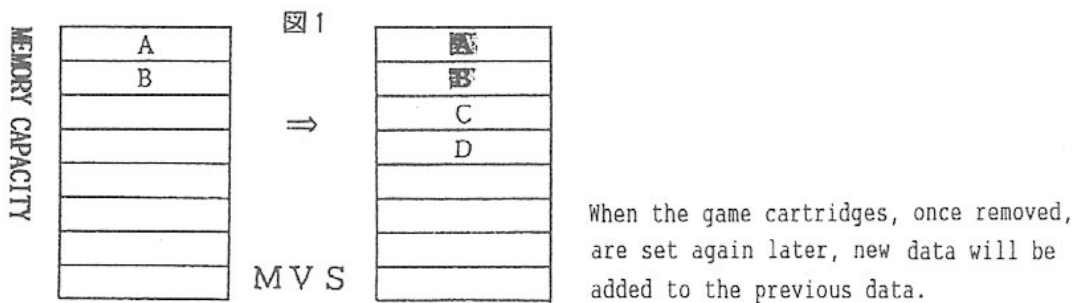 図1
MEMORY CAPACITY
A
B
⇒
A
B
C
D
MVS
When the game cartridges, once removed,
are set again later, new data will be
added to the previous data.